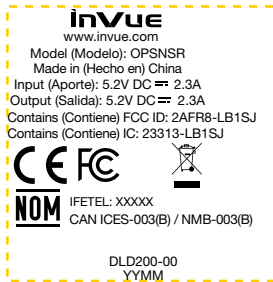 InVue
www.invue.com
Model (Modelo): OPSNSR
Made in (Hecho en) China
Input (Aporte): 5.2V DC ⎓ 2.3A
Output (Salida): 5.2V DC ⎓ 2.3A
Contains (Contiene) FCC ID: 2AFR8-LB1SJ
Contains (Contiene) IC: 23313-LB1SJ
CE FC
NOM
IFETEL: XXXXX
CAN ICES-003(B) / NMB-003(B)
DLD200-00
YYMM